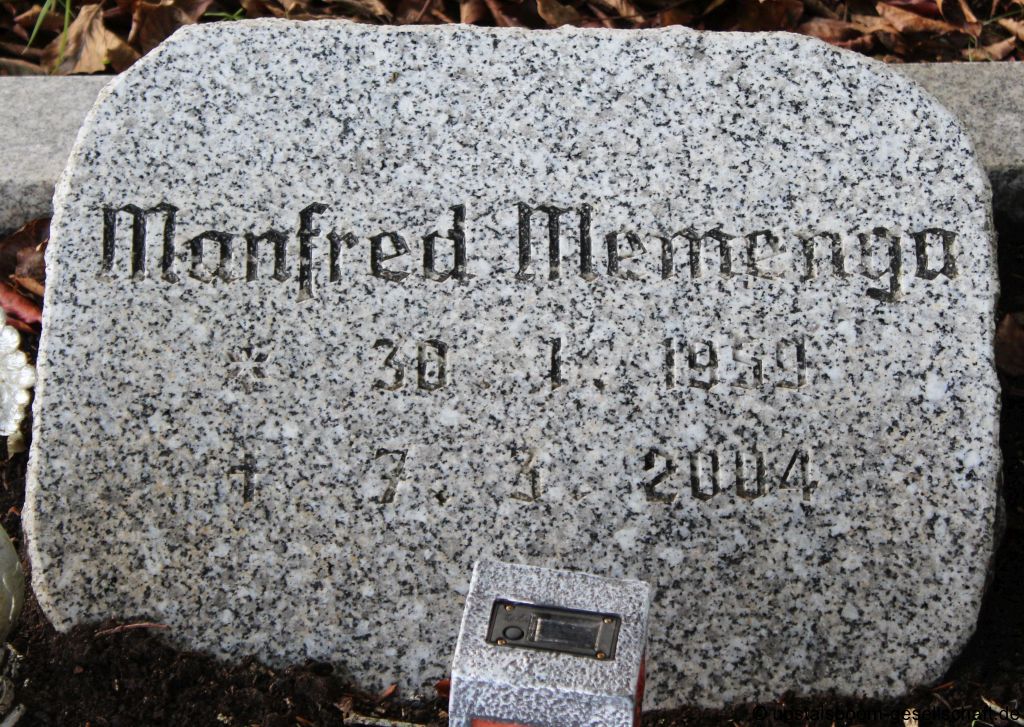 Manfred Memenga
* 30. 1. 1959
† 7. 3. 2004